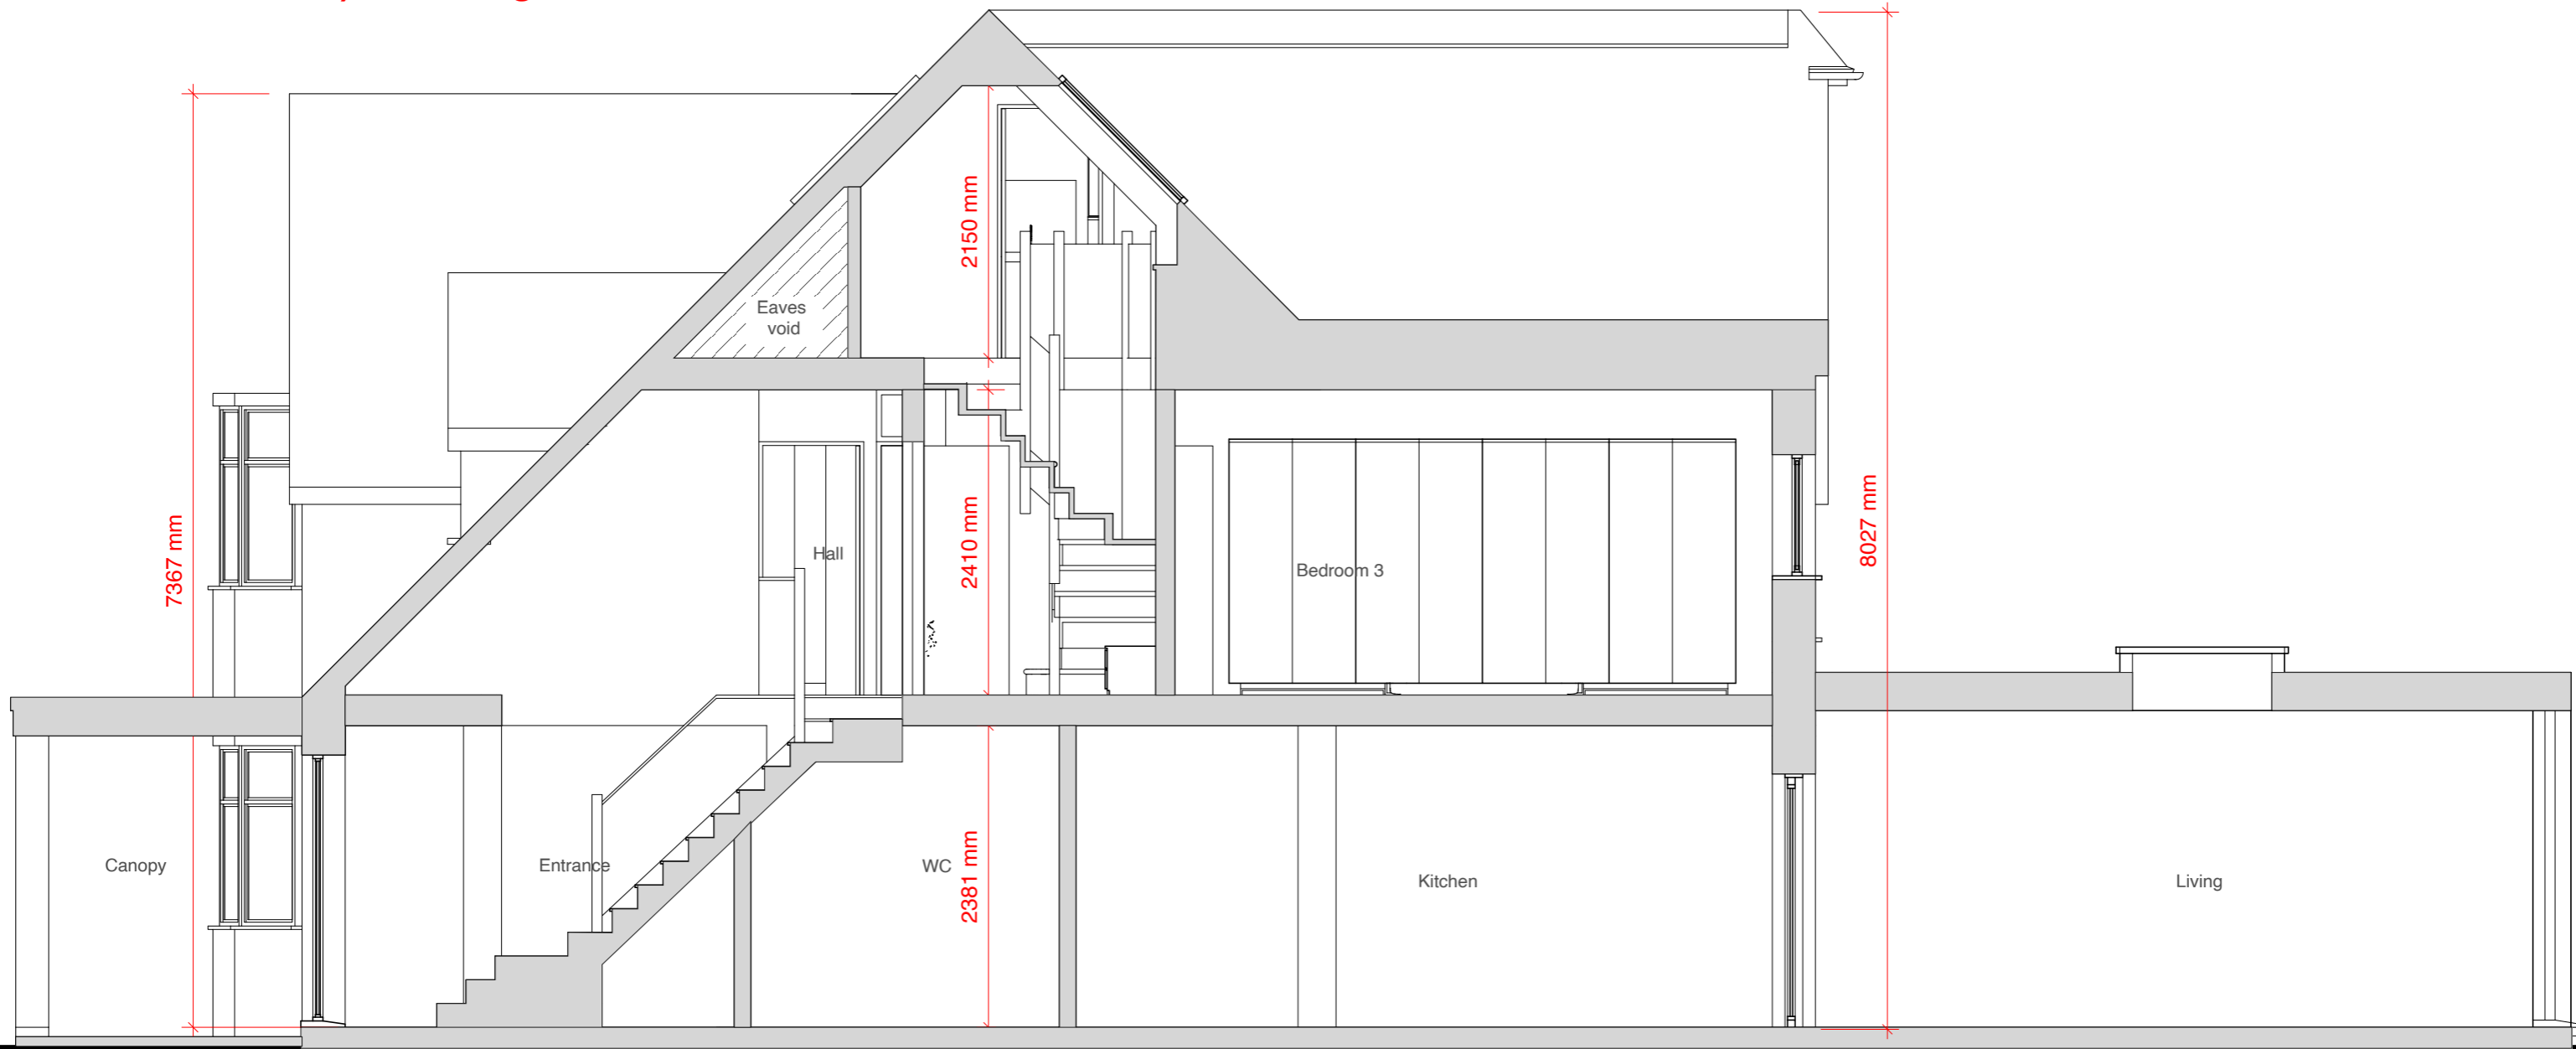 2150 mm
Eaves
void
7367 mm
2410 mm
8027 mm
Hall
Bedroom 3
Canopy
Entrance
WC
2381 mm
Kitchen
Living